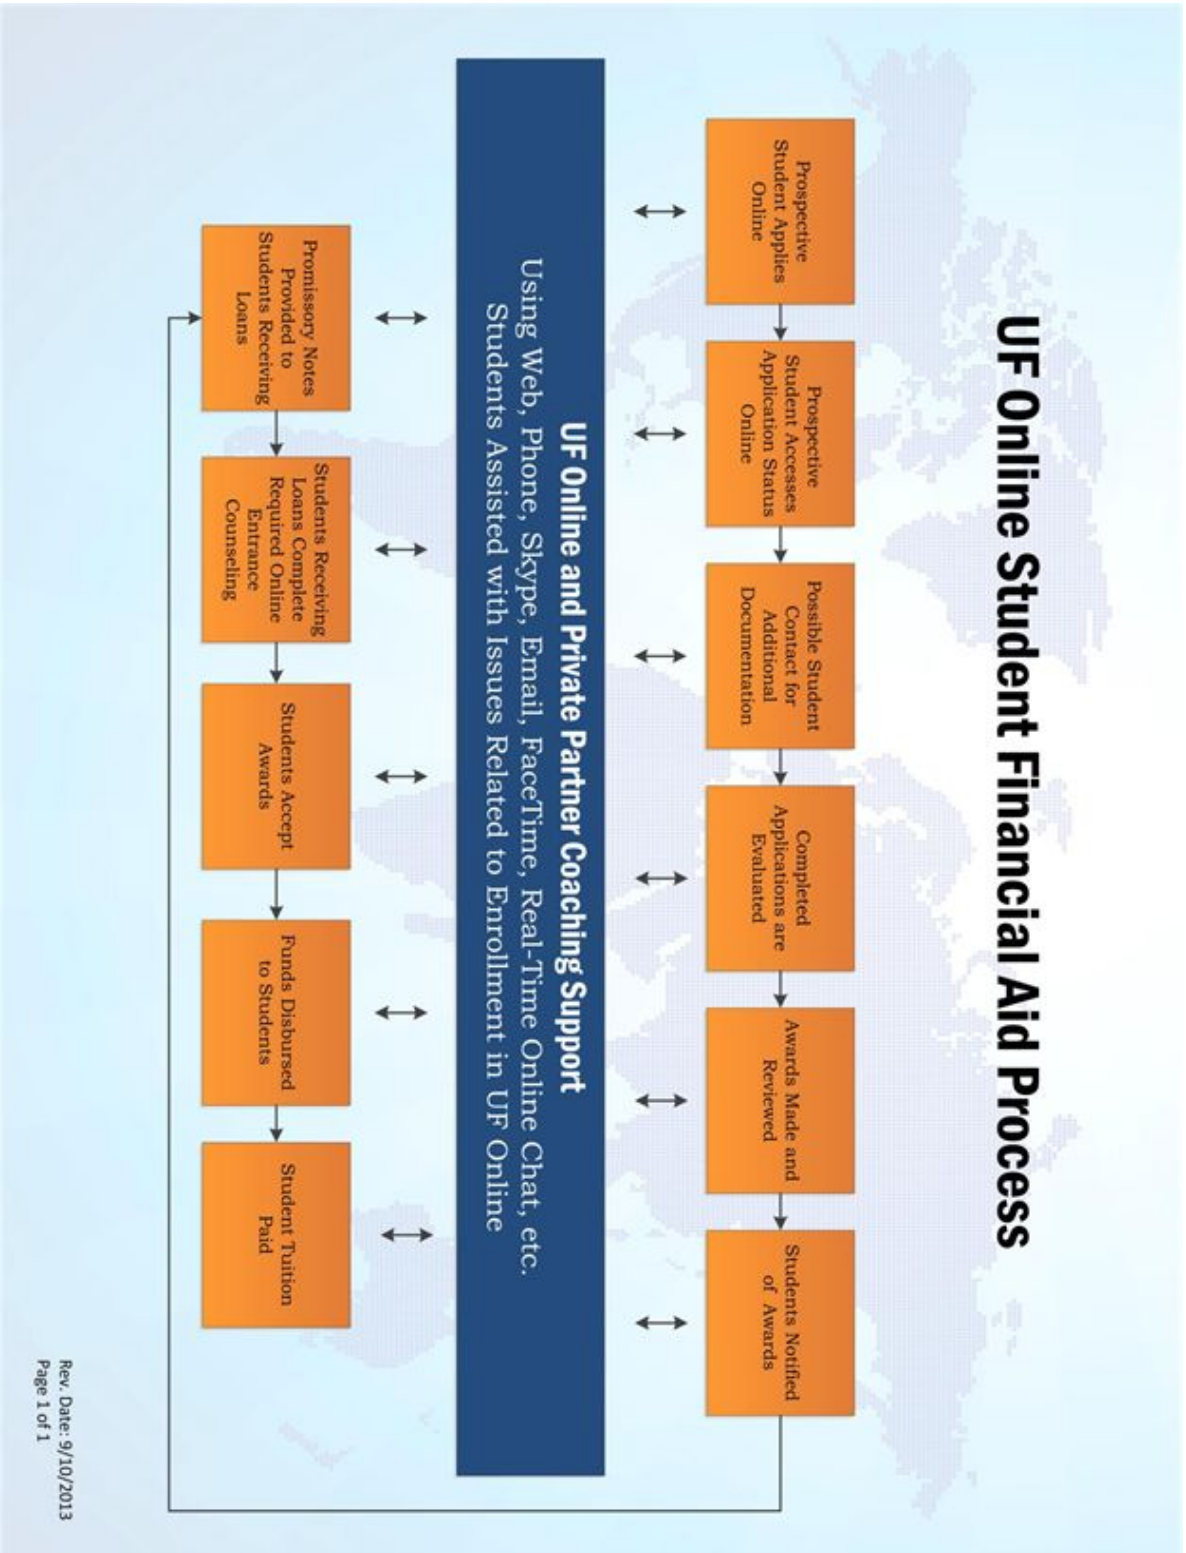 UF Online Student Financial Aid Process
Prospective
Student Applies
Online
Prospective
Student Accesses
Application Status
Online
Possible Student
Contact for
Additional
Documentation
Completed
Applications are
Evaluated
Awards Made and
Reviewed
Students Notified
of Awards
UF Online and Private Partner Coaching Support
Using Web, Phone, Skype, Email, FaceTime, Real-Time Online Chat, etc.
Students Assisted with Issues Related to Enrollment in UF Online
Promissory Notes
Provided to
Students Receiving
Loans
Students Receiving
Loans Complete
Required Online
Entrance
Counseling
Students Accept
Awards
Funds Disbursed
to Students
Student Tuition
Paid
Rev. Date: 9/10/2013
Page 1 of 1